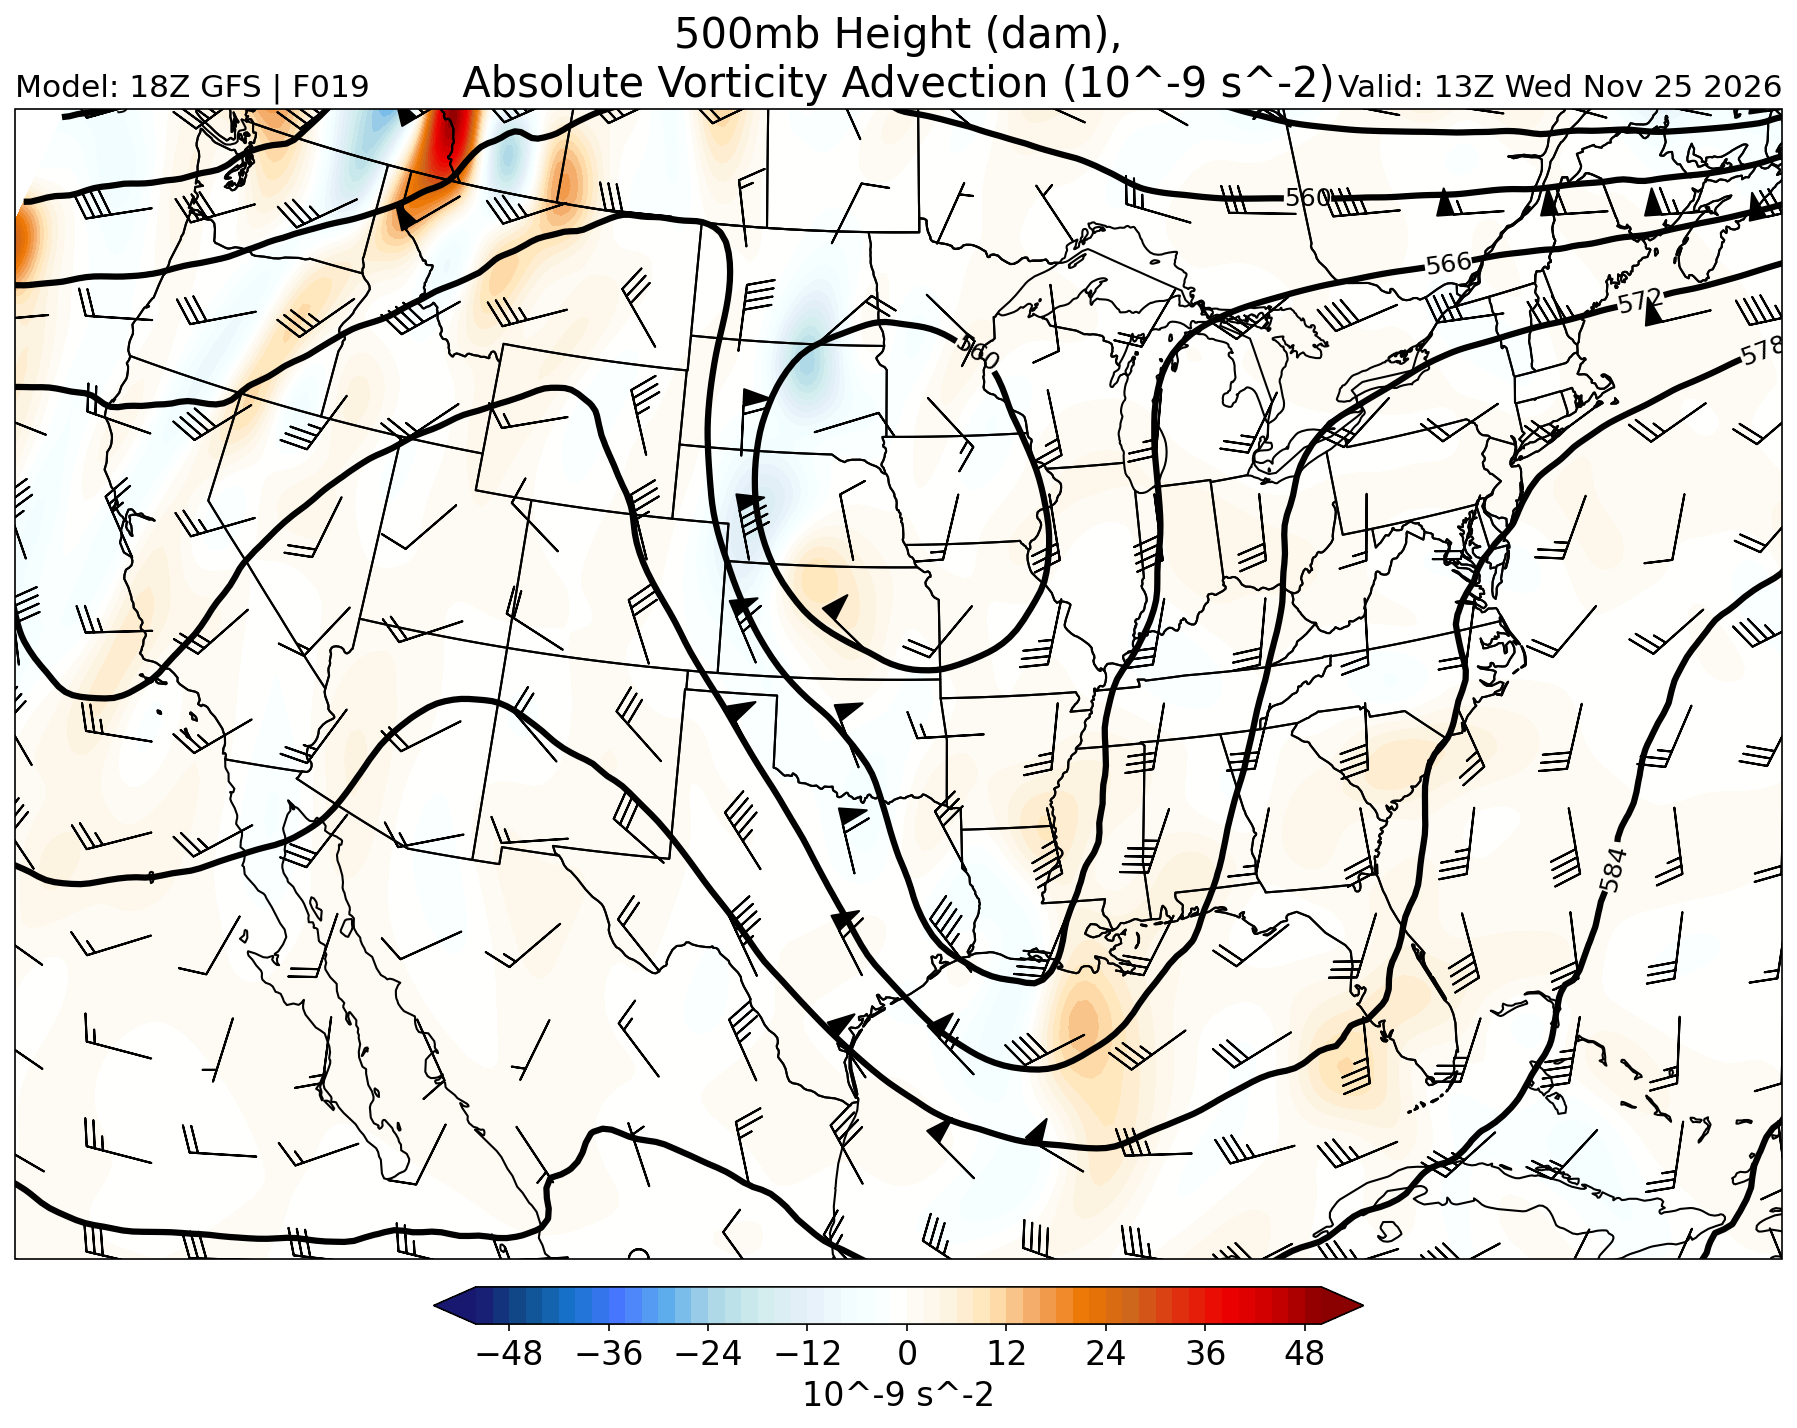 500mb Height (dam),
Model: 18Z GFS | F019
Absolute Vorticity Advection (10^-9 s^-2)
Valid: 13Z Wed Nov 25 2026
560
566
572
560
578
584
−48 −36 −24 −12 0 12 24 36 48
10^-9 s^-2